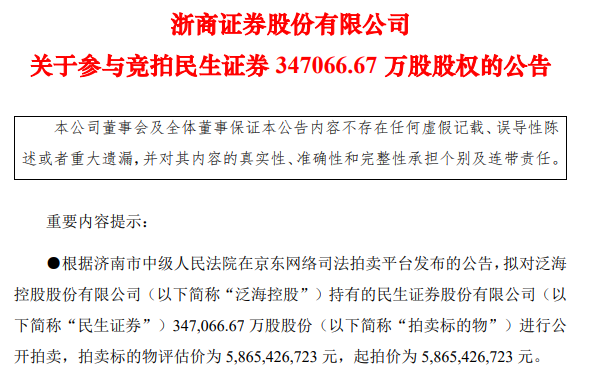 浙商证券股份有限公司
关于参与竞拍民生证券 347066.67 万股股权的公告
本公司董事会及全体董事保证本公告内容不存在任何虚假记载、误导性陈
述或者重大遗漏，并对其内容的真实性、准确性和完整性承担个别及连带责任。
重要内容提示：
●根据济南市中级人民法院在京东网络司法拍卖平台发布的公告，拟对泛海
控股股份有限公司（以下简称“泛海控股”）持有的民生证券股份有限公司（以
下简称“民生证券”）347,066.67 万股股份（以下简称“拍卖标的物”）进行公
开拍卖，拍卖标的物评估价为 5,865,426,723 元，起拍价为 5,865,426,723 元。